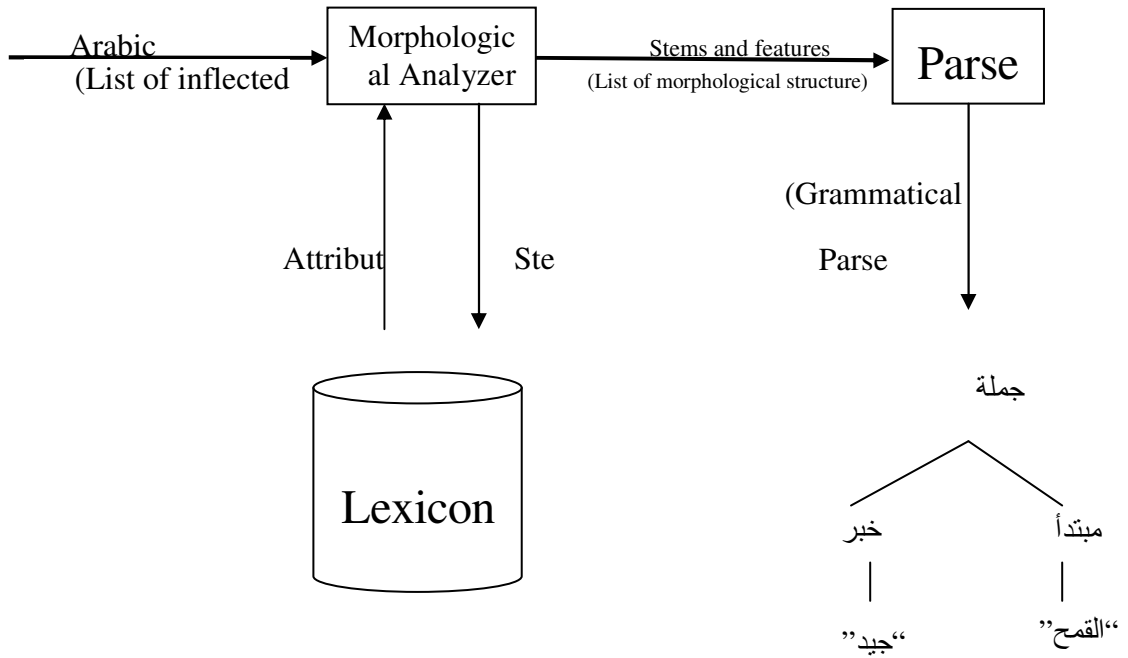 Arabic
(List of inflected
Morphologic
al Analyzer
Stems and features
(List of morphological structure)
Parse
(Grammatical
Attribut
Ste
Parse
جملة
Lexicon
مبتدأ
خبر
“القمح”
“جيد”